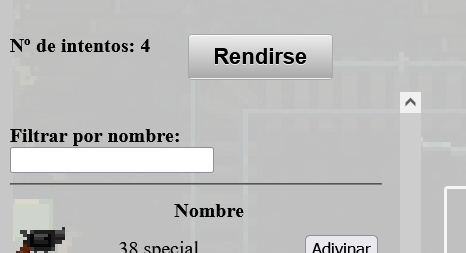 Nº de intentos: 4
Rendirse
Filtrar por nombre:
Nombre
38 special
Adivinar